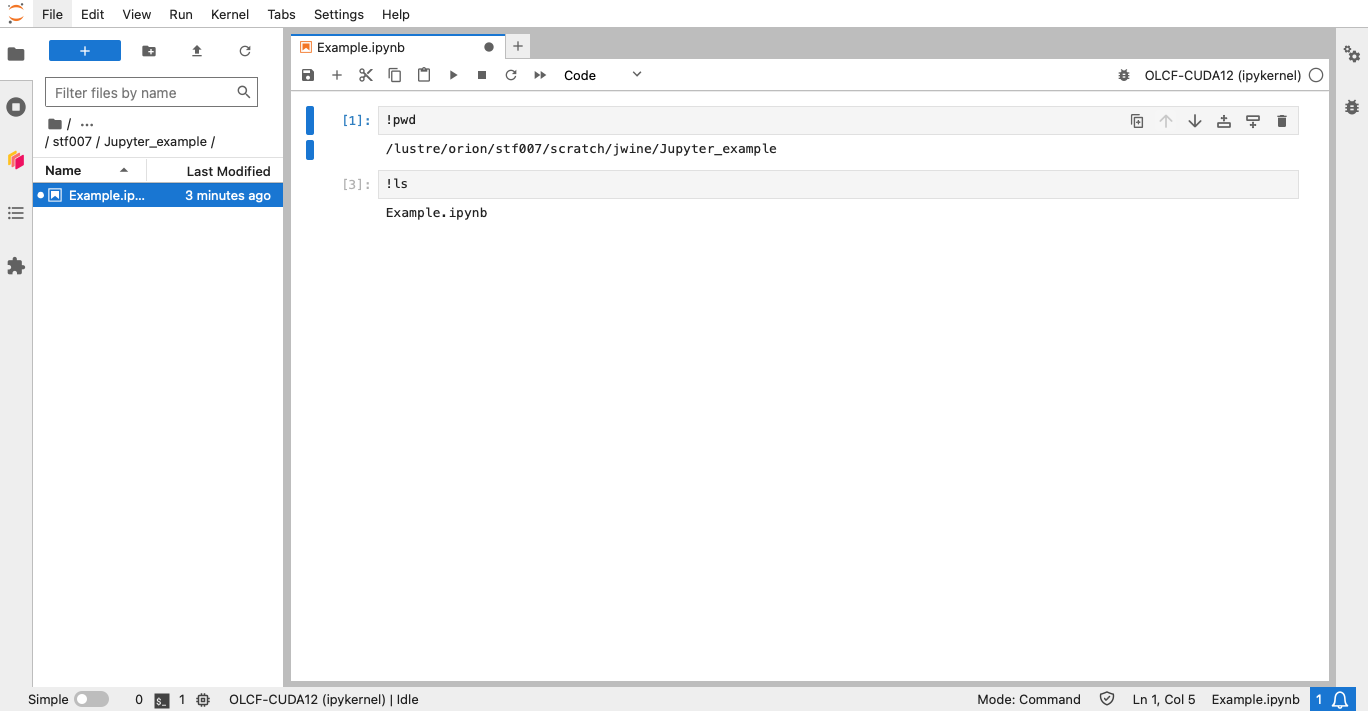 File Edit View Run Kernel Tabs Settings Help
Example.ipynb
Filter files by name
Code
OLCF-CUDA12 (ipykernel)
/ ...
/ stf007 / Jupyter_example /
Name Last Modified
Example.ip... 3 minutes ago
[1]: !pwd
/lustre/orion/stf007/scratch/jwine/Jupyter_example
[3]: !ls
Example.ipynb
Simple 0 $_ 1 OLCF-CUDA12 (ipykernel) | Idle Mode: Command Ln 1, Col 5 Example.ipynb 1